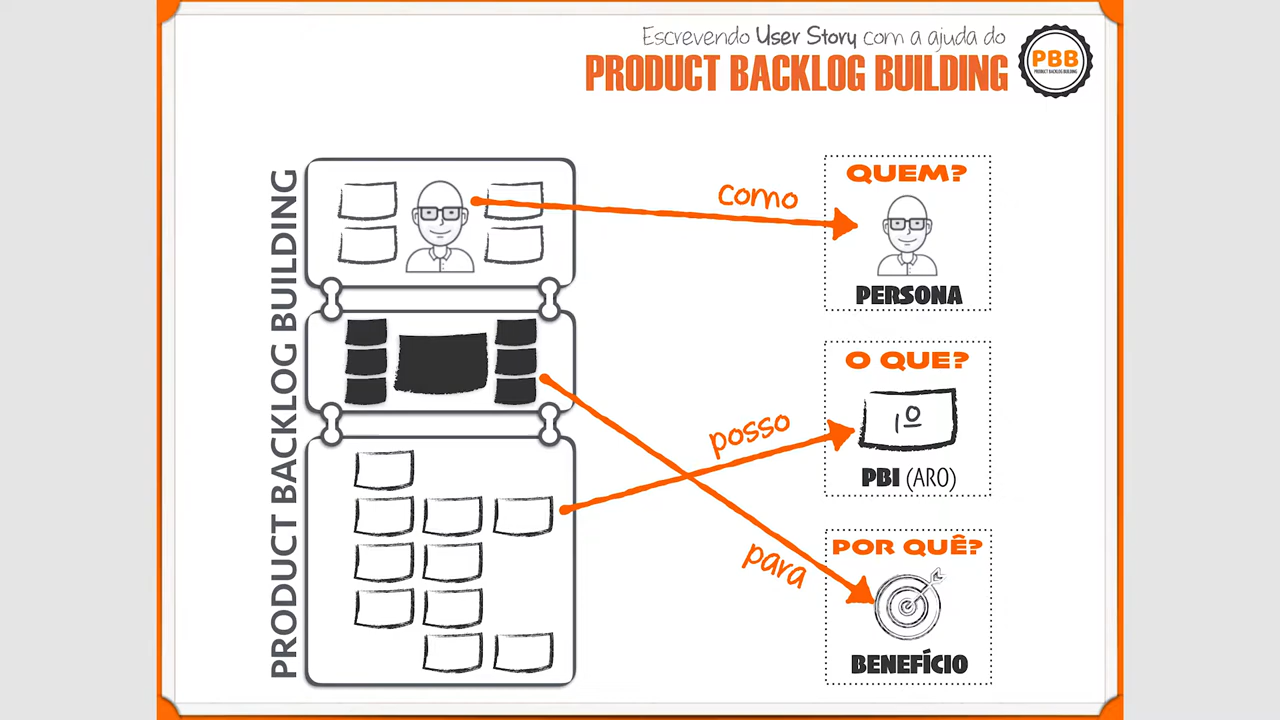 Escrevendo User Story com a ajuda do
PRODUCT BACKLOG BUILDING
PBB
PRODUCT BACKLOG BUILDING
PRODUCT BACKLOG BUILDING
como
QUEM?
PERSONA
posso
O QUE?
1º
PBI (ARO)
para
POR QUÊ?
BENEFÍCIO